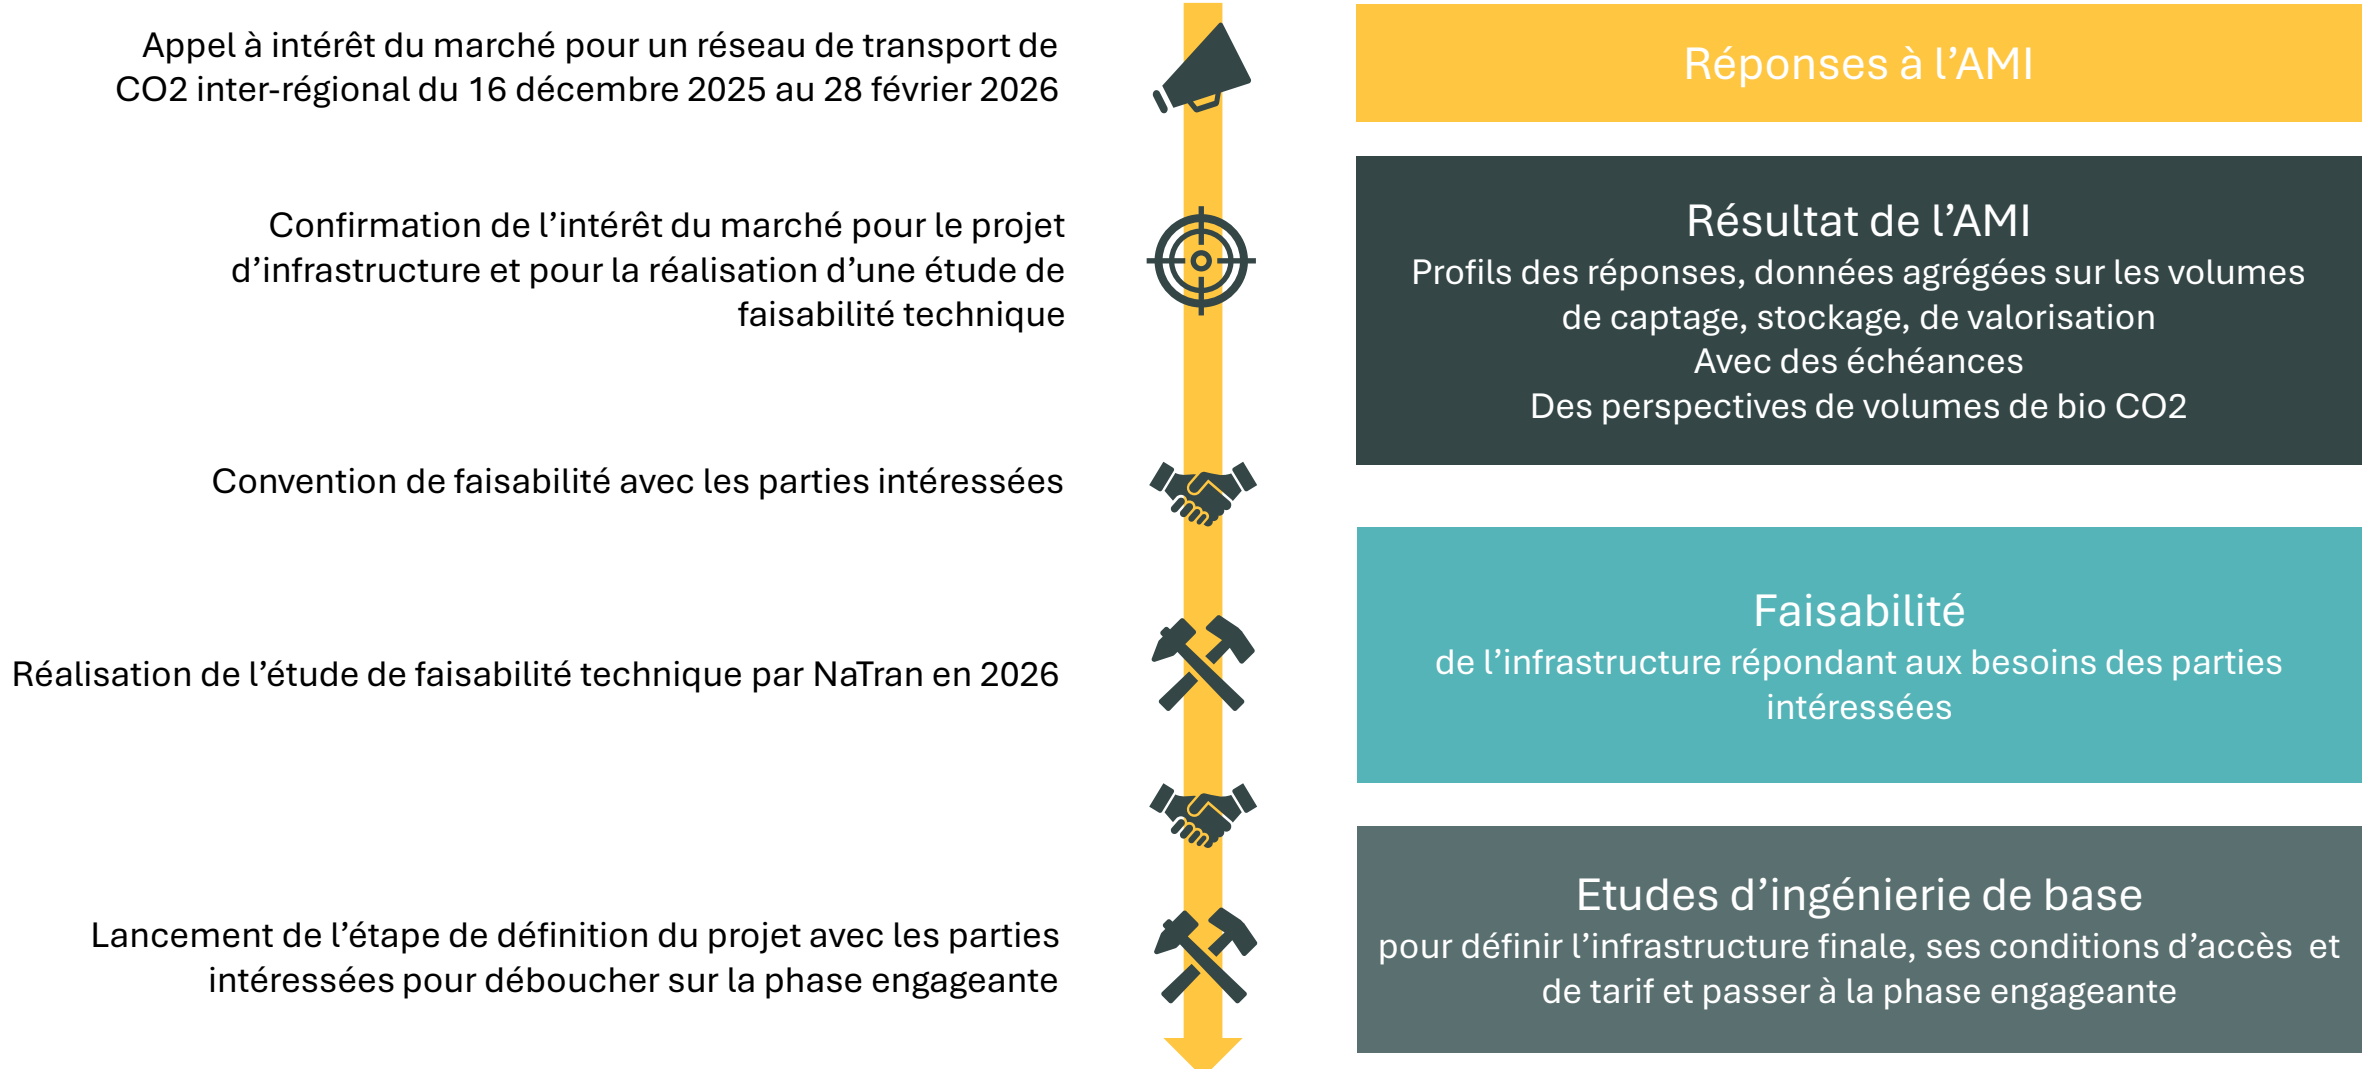 Appel à intérêt du marché pour un réseau de transport de
CO2 inter-régional du 16 décembre 2025 au 28 février 2026
Réponses à l’AMI
Confirmation de l’intérêt du marché pour le projet
d’infrastructure et pour la réalisation d’une étude de
faisabilité technique
Résultat de l’AMI
Profils des réponses, données agrégées sur les volumes
de captage, stockage, de valorisation
Avec des échéances
Des perspectives de volumes de bio CO2
Convention de faisabilité avec les parties intéressées
Réalisation de l’étude de faisabilité technique par NaTran en 2026
Faisabilité
de l’infrastructure répondant aux besoins des parties
intéressées
Lancement de l’étape de définition du projet avec les parties
intéressées pour déboucher sur la phase engageante
Etudes d’ingénierie de base
pour définir l’infrastructure finale, ses conditions d’accès et
de tarif et passer à la phase engageante